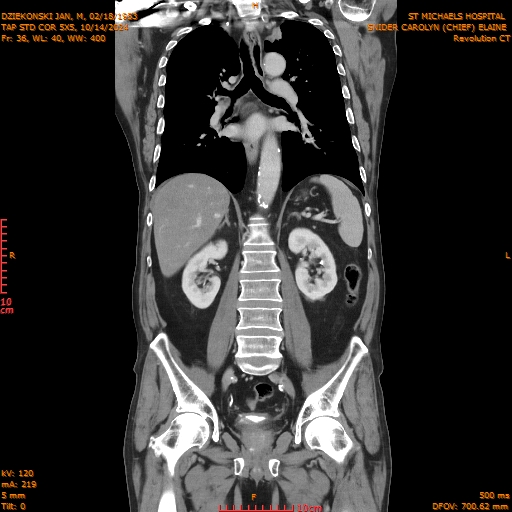 DZIEKONSKI JAN, M, 02/18/1953
TAP STD COR 5X5, 10/14/2024
Fr: 36, WL: 40, WW: 400
H
ST MICHAELS HOSPITAL
SNIDER CAROLYN (CHIEF) ELAINE
Revolution CT
R
L
10
cm
kV: 120
mA: 219
5 mm
Tilt: 0
F
10cm
500 ms
DFOV: 700.62 mm